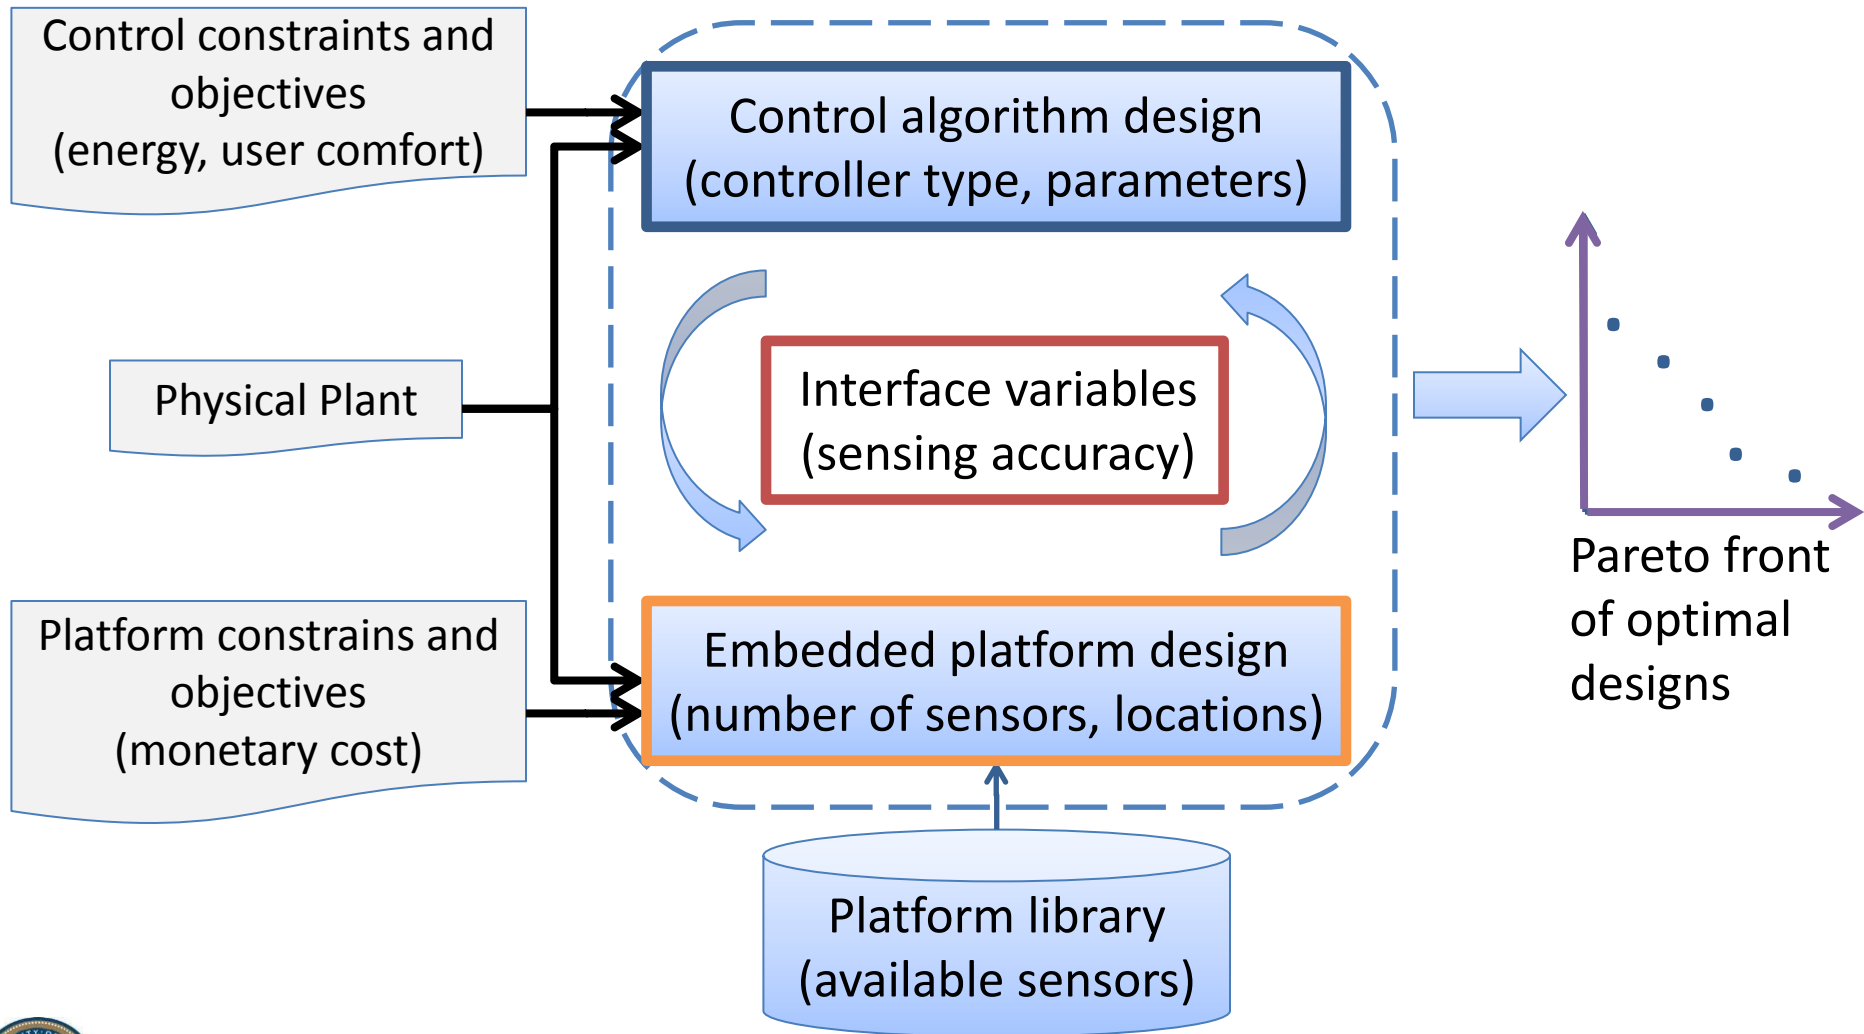 Control constraints and
objectives
(energy, user comfort)
Control algorithm design
(controller type, parameters)
Physical Plant
Interface variables
(sensing accuracy)
Pareto front
of optimal
designs
Platform constrains and
objectives
(monetary cost)
Embedded platform design
(number of sensors, locations)
Platform library
(available sensors)